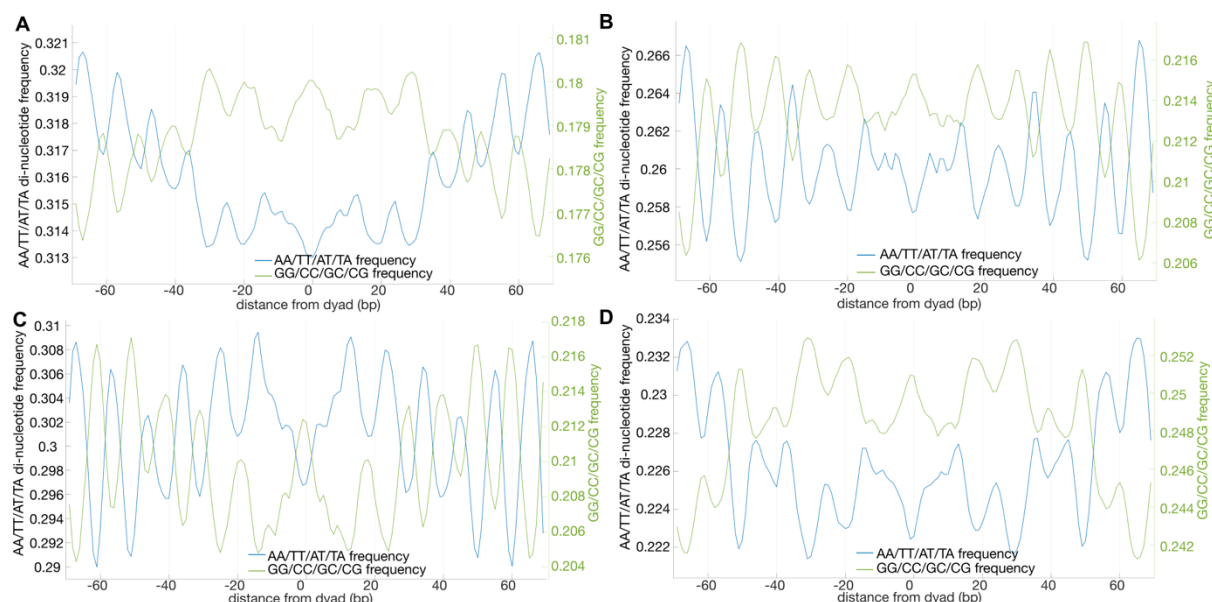 A
AA/TT/AT/TA di-nucleotide frequency
0.321
0.32
0.319
0.318
0.317
0.316
0.315
0.314
0.313
0.181
0.18
0.179
0.178
0.177
0.176
GG/CC/GC/CG frequency
AA/TT/AT/TA frequency
GG/CC/GC/CG frequency
-60 -40 -20 0 20 40 60
distance from dyad (bp)
B
AA/TT/AT/TA di-nucleotide frequency
0.266
0.264
0.262
0.26
0.258
0.256
0.216
0.214
0.212
0.21
0.208
0.206
GG/CC/GC/CG frequency
AA/TT/AT/TA frequency
GG/CC/GC/CG frequency
-60 -40 -20 0 20 40 60
distance from dyad (bp)
C
AA/TT/AT/TA di-nucleotide frequency
0.31
0.308
0.306
0.304
0.302
0.3
0.298
0.296
0.294
0.292
0.29
0.218
0.216
0.214
0.212
0.21
0.208
0.206
0.204
GG/CC/GC/CG frequency
AA/TT/AT/TA frequency
GG/CC/GC/CG frequency
-60 -40 -20 0 20 40 60
distance from dyad (bp)
D
AA/TT/AT/TA di-nucleotide frequency
0.234
0.232
0.230
0.228
0.226
0.224
0.222
0.252
0.25
0.248
0.246
0.244
0.242
GG/CC/GC/CG frequency
AA/TT/AT/TA frequency
GG/CC/GC/CG frequency
-60 -40 -20 0 20 40 60
distance from dyad (bp)